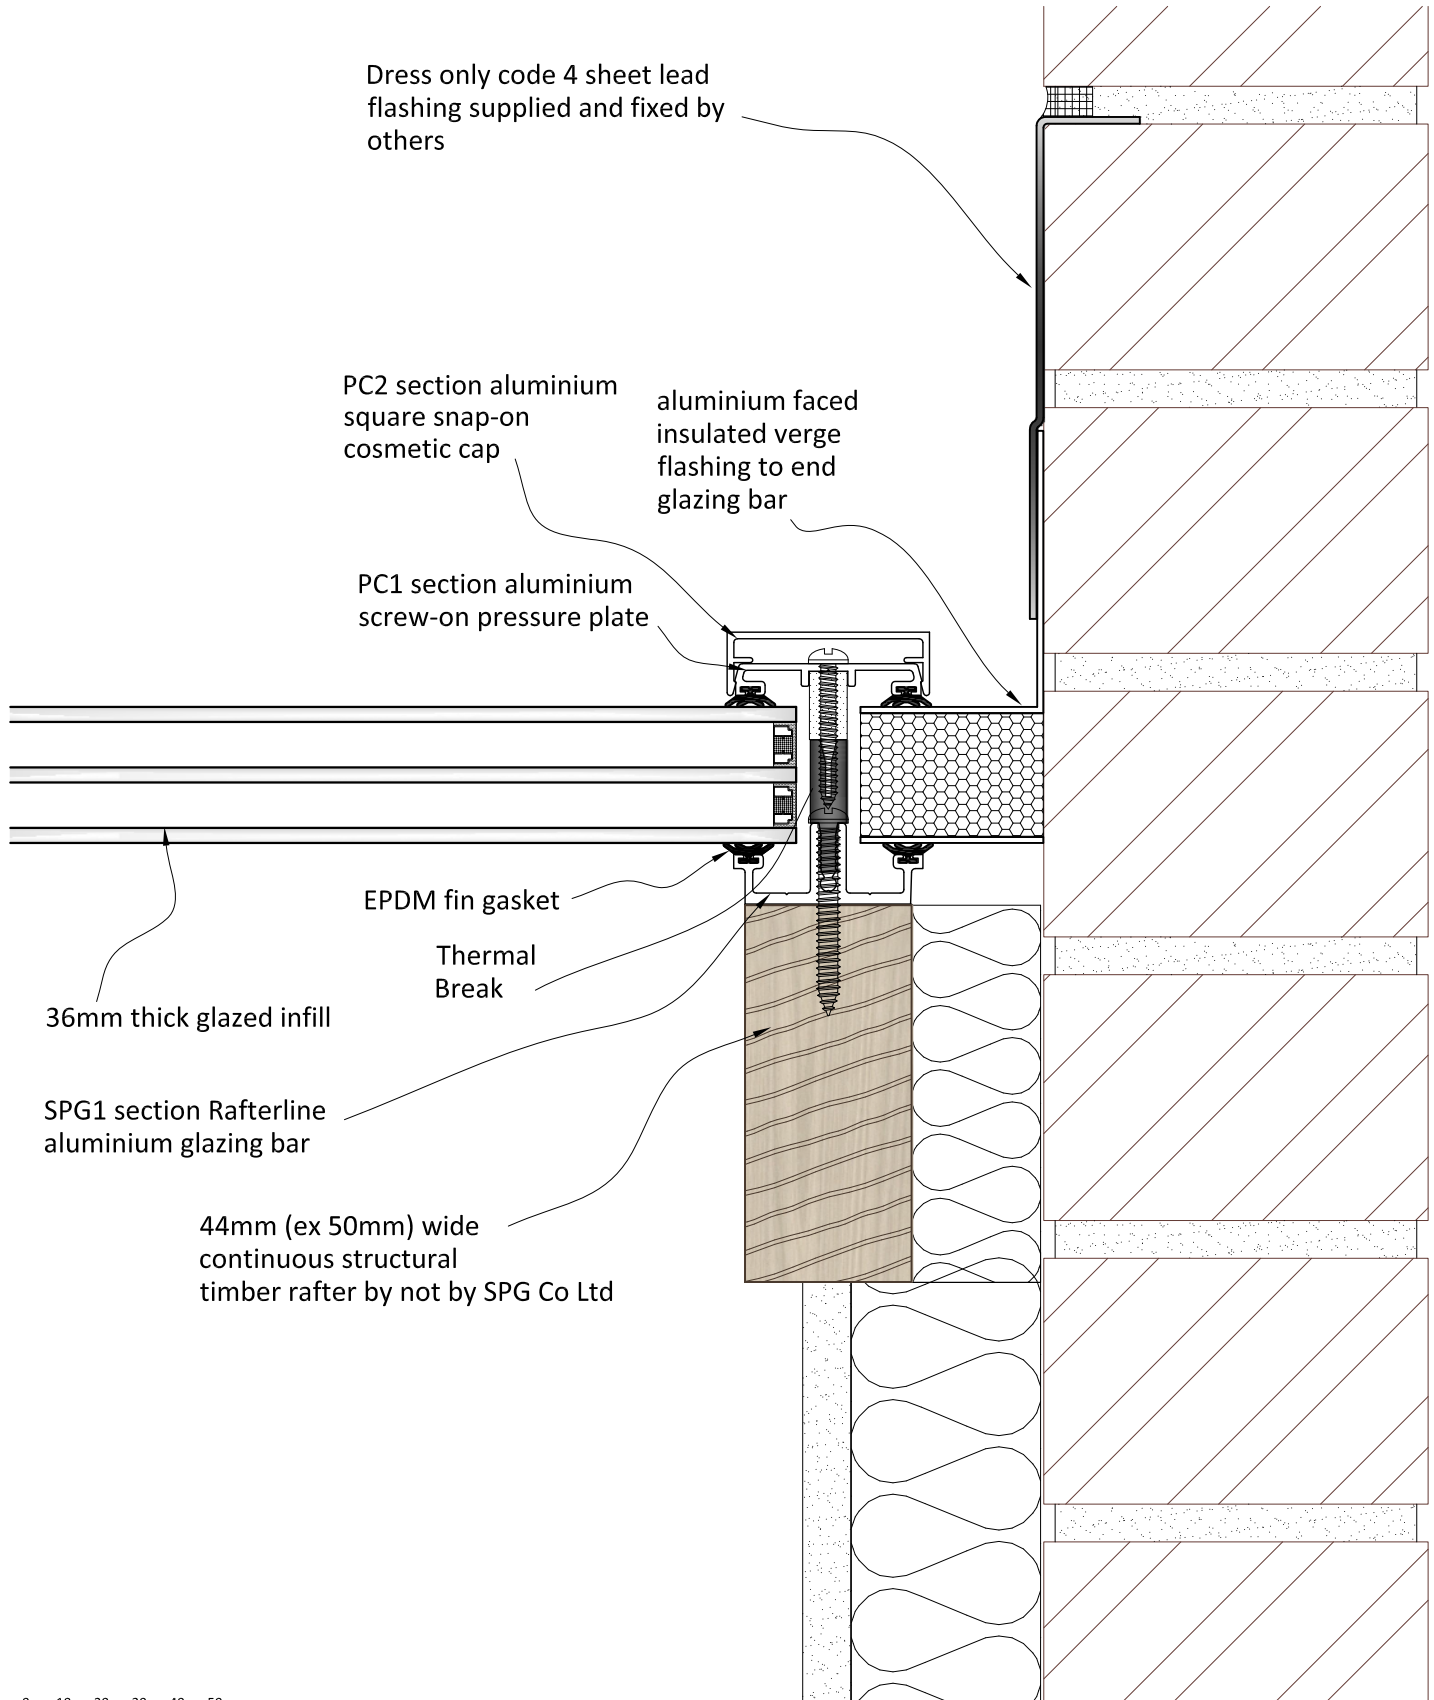 Dress only code 4 sheet lead
flashing supplied and fixed by
others
PC2 section aluminium
square snap-on
cosmetic cap
aluminium faced
insulated verge
flashing to end
glazing bar
PC1 section aluminium
screw-on pressure plate
EPDM fin gasket
Thermal
Break
36mm thick glazed infill
SPG1 section Rafterline
aluminium glazing bar
44mm (ex 50mm) wide
continuous structural
timber rafter by not by SPG Co Ltd